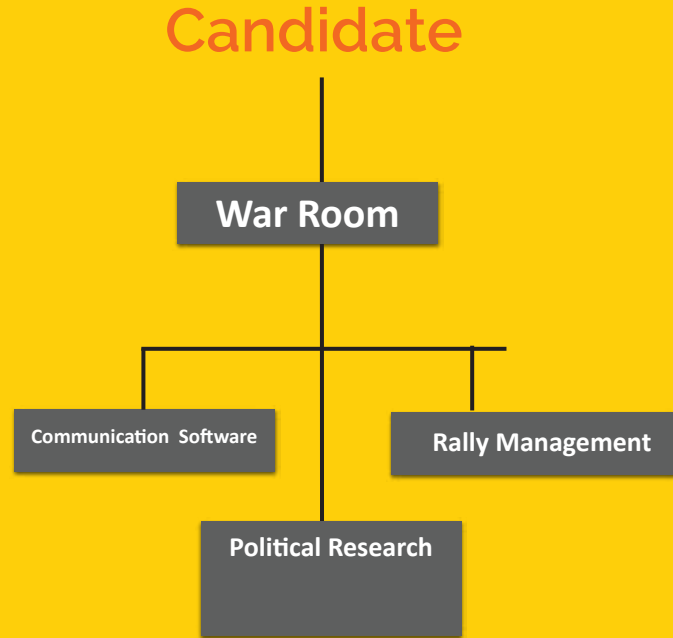 Candidate
War Room
Communication Software
Rally Management
Political Research